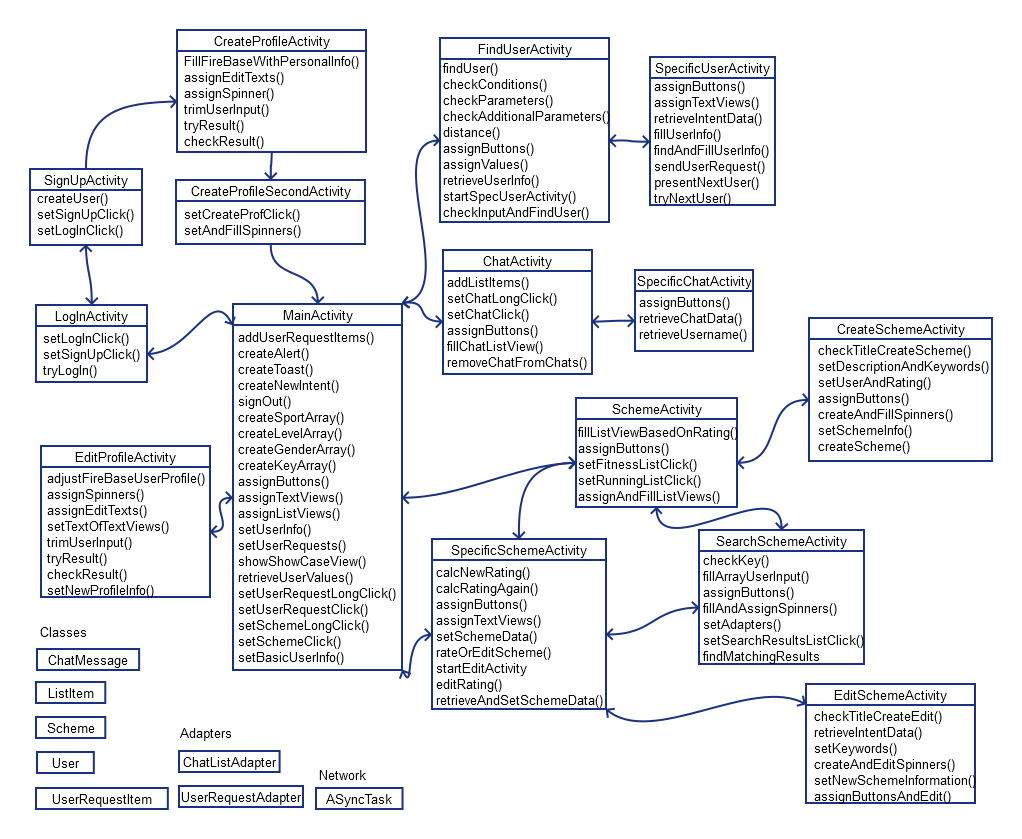 CreateProfileActivity
FillFireBaseWithPersonalInfo()
assignEditTexts()
assignSpinner()
trimUserInput()
tryResult()
checkResult()
FindUserActivity
findUser()
checkConditions()
checkParameters()
checkAdditionalParameters()
distance()
assignButtons()
assignValues()
retrieveUserInfo()
startSpecUserActivity()
checkInputAndFindUser()
SpecificUserActivity
assignButtons()
assignTextViews()
retrieveIntentData()
fillUserInfo()
findAndFillUserInfo()
sendUserRequest()
presentNextUser()
tryNextUser()
SignUpActivity
createUser()
setSignUpClick()
setLogInClick()
CreateProfileSecondActivity
setCreateProfClick()
setAndFillSpinners()
ChatActivity
addListItems()
setChatLongClick()
setChatClick()
assignButtons()
fillChatListView()
removeChatFromChats()
SpecificChatActivity
assignButtons()
retrieveChatData()
retrieveUsername()
LogInActivity
setLogInClick()
setSignUpClick()
tryLogIn()
MainActivity
addUserRequestItems()
createAlert()
createToast()
createNewIntent()
signOut()
createSportArray()
createLevelArray()
createGenderArray()
createKeyArray()
assignButtons()
assignTextViews()
assignListViews()
setUserInfo()
setUserRequests()
showShowCaseView()
retrieveUserValues()
setUserRequestLongClick()
setUserRequestClick()
setSchemeLongClick()
setSchemeClick()
setBasicUserInfo()
CreateSchemeActivity
checkTitleCreateScheme()
setDescriptionAndKeywords()
setUserAndRating()
assignButtons()
createAndFillSpinners()
setSchemeInfo()
createScheme()
SchemeActivity
fillListViewBasedOnRating()
assignButtons()
setFitnessListClick()
setRunningListClick()
assignAndFillListViews()
EditProfileActivity
adjustFireBaseUserProfile()
assignSpinners()
assignEditTexts()
setTextOfTextViews()
trimUserInput()
tryResult()
checkResult()
setNewProfileInfo()
SpecificSchemeActivity
calcNewRating()
calcRatingAgain()
assignButtons()
assignTextViews()
setSchemeData()
rateOrEditScheme()
startEditActivity
editRating()
retrieveAndSetSchemeData()
SearchSchemeActivity
checkKey()
fillArrayUserInput()
assignButtons()
fillAndAssignSpinners()
setAdapters()
setSearchResultsListClick()
findMatchingResults
EditSchemeActivity
checkTitleCreateEdit()
retrieveIntentData()
setKeywords()
createAndEditSpinners()
setNewSchemeInformation()
assignButtonsAndEdit()
Classes
ChatMessage
ListItem
Scheme
User
UserRequestItem
Adapters
ChatListAdapter
UserRequestAdapter
Network
ASyncTask